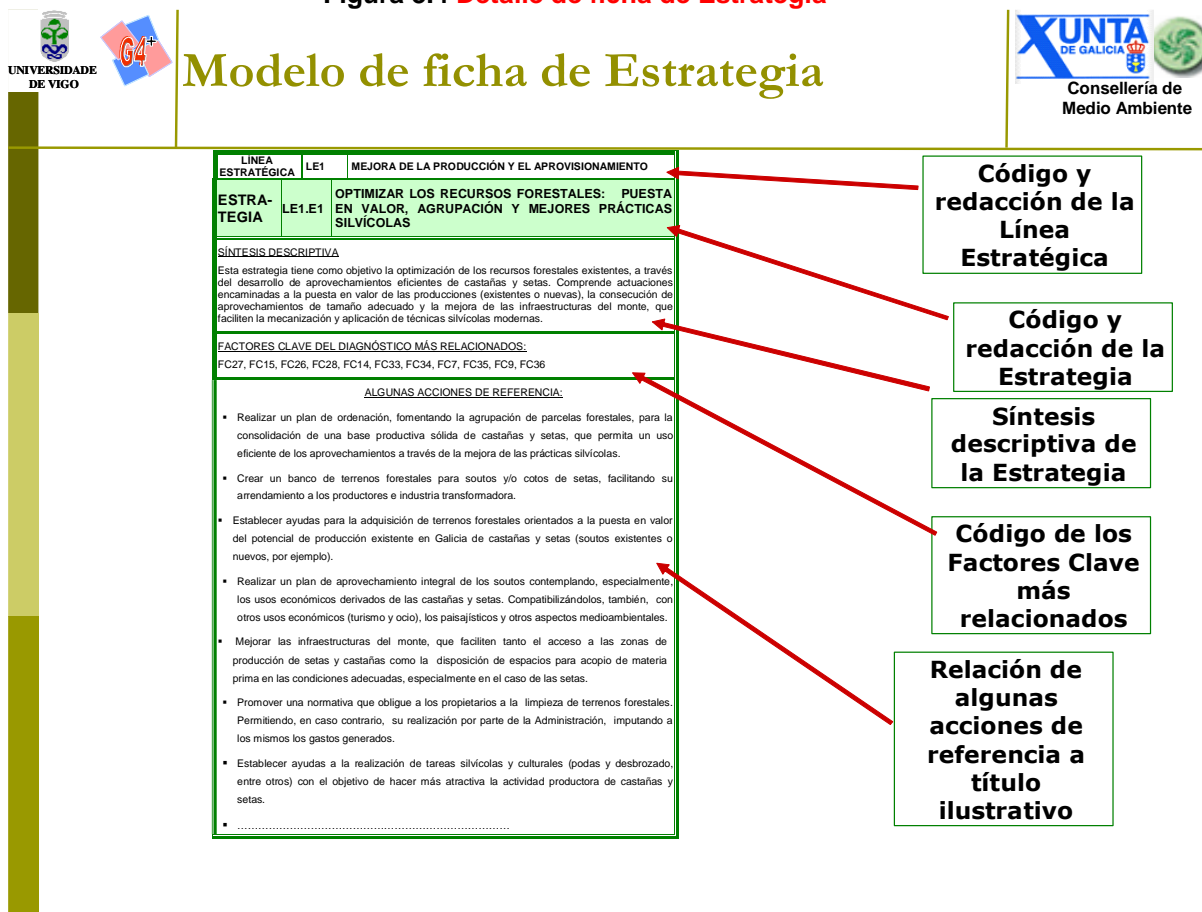 Figura 3.4 Detalle de ficha de Estrategia
UNIVERSIDADE
DE VIGO
G4+
Modelo de ficha de Estrategia
XUNTA
DE GALICIA
Consellería de
Medio Ambiente
LÍNEA
ESTRATÉGICA
LE1
MEJORA DE LA PRODUCCIÓN Y EL APROVISIONAMIENTO
ESTRA-
TEGIA
LE1.E1
OPTIMIZAR LOS RECURSOS FORESTALES: PUESTA
EN VALOR, AGRUPACIÓN Y MEJORES PRÁCTICAS
SILVÍCOLAS
SÍNTESIS DESCRIPTIVA
Esta estrategia tiene como objetivo la optimización de los recursos forestales existentes, a través
del desarrollo de aprovechamientos eficientes de castañas y setas. Comprende actuaciones
encaminadas a la puesta en valor de las producciones (existentes o nuevas), la consecución de
aprovechamientos de tamaño adecuado y la mejora de las infraestructuras del monte, que
faciliten la mecanización y aplicación de técnicas silvícolas modernas.
FACTORES CLAVE DEL DIAGNÓSTICO MÁS RELACIONADOS:
FC27, FC15, FC26, FC28, FC14, FC33, FC34, FC7, FC35, FC9, FC36
ALGUNAS ACCIONES DE REFERENCIA:
▪ Realizar un plan de ordenación, fomentando la agrupación de parcelas forestales, para la
consolidación de una base productiva sólida de castañas y setas, que permita un uso
eficiente de los aprovechamientos a través de la mejora de las prácticas silvícolas.
▪ Crear un banco de terrenos forestales para soutos y/o cotos de setas, facilitando su
arrendamiento a los productores e industria transformadora.
▪ Establecer ayudas para la adquisición de terrenos forestales orientados a la puesta en valor
del potencial de producción existente en Galicia de castañas y setas (soutos existentes o
nuevos, por ejemplo).
▪ Realizar un plan de aprovechamiento integral de los soutos contemplando, especialmente,
los usos económicos derivados de las castañas y setas. Compatibilizándolos, también, con
otros usos económicos (turismo y ocio), los paisajísticos y otros aspectos medioambientales.
▪ Mejorar las infraestructuras del monte, que faciliten tanto el acceso a las zonas de
producción de setas y castañas como la disposición de espacios para acopio de materia
prima en las condiciones adecuadas, especialmente en el caso de las setas.
▪ Promover una normativa que obligue a los propietarios a la limpieza de terrenos forestales.
Permitiendo, en caso contrario, su realización por parte de la Administración, imputando a
los mismos los gastos generados.
▪ Establecer ayudas a la realización de tareas silvícolas y culturales (podas y desbrozado,
entre otros) con el objetivo de hacer más atractiva la actividad productora de castañas y
setas.
▪ ..............................................................................
Código y
redacción de la
Línea
Estratégica
Código y
redacción de la
Estrategia
Síntesis
descriptiva de
la Estrategia
Código de los
Factores Clave
más
relacionados
Relación de
algunas
acciones de
referencia a
título
ilustrativo